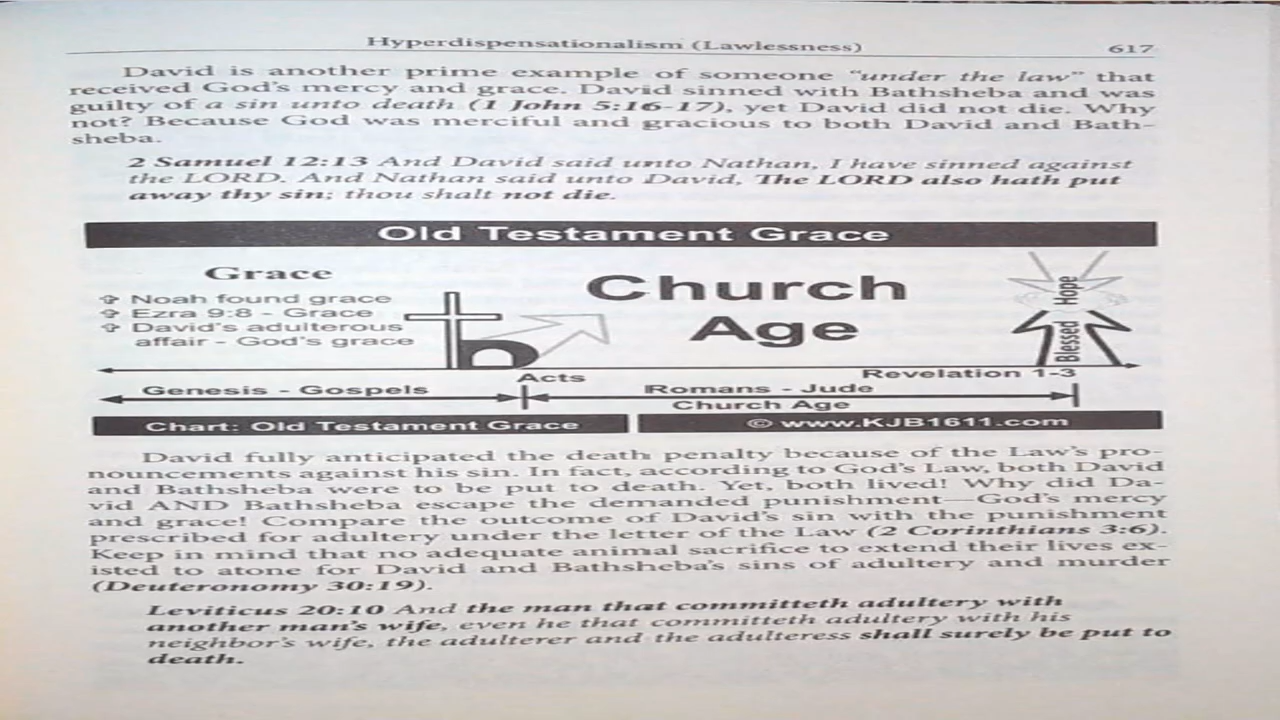 Hyperdispensationalism (Lawlessness) 617
David is another prime example of someone "under the law" that
received God's mercy and grace. David sinned with Bathsheba and was
guilty of a sin unto death (1 John 5:16-17), yet David did not die. Why
not? Because God was merciful and gracious to both David and Bath-
sheba.
2 Samuel 12:13 And David said unto Nathan, I have sinned against
the LORD. And Nathan said unto David, The LORD also hath put
away thy sin; thou shalt not die.
Old Testament Grace
Grace
Noah found grace
Ezra 9:8 - Grace
David's adulterous
affair - God's grace
Church
Age
Blessed Hope
Acts
Revelation 1-3
Genesis - Gospels
Romans - Jude
Church Age
Chart: Old Testament Grace
© www.KJB1611.com
David fully anticipated the death penalty because of the Law's pro-
nouncements against his sin. In fact, according to God's Law, both David
and Bathsheba were to be put to death. Yet, both lived! Why did Da-
vid AND Bathsheba escape the demanded punishment—God's mercy
and grace! Compare the outcome of David's sin with the punishment
prescribed for adultery under the letter of the Law (2 Corinthians 3:6).
Keep in mind that no adequate animal sacrifice to extend their lives ex-
isted to atone for David and Bathsheba's sins of adultery and murder
(Deuteronomy 30:19).
Leviticus 20:10 And the man that committeth adultery with
another man's wife, even he that committeth adultery with his
neighbor's wife, the adulterer and the adulteress shall surely be put to
death.